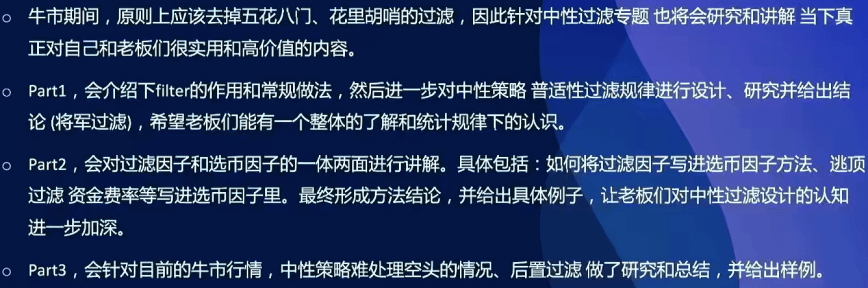 ○ 牛市期间，原则上应该去掉五花八门、花里胡哨的过滤，因此针对中性过滤专题 也将会研究和讲解 当下真
正对自己和老板们很实用和高价值的内容。
○ Part1，会介绍下filter的作用和常规做法，然后进一步对中性策略 普适性过滤规律进行设计、研究并给出结
论 (将军过滤)，希望老板们能有一个整体的了解和统计规律下的认识。
○ Part2，会对过滤因子和选币因子的一体两面进行讲解。具体包括：如何将过滤因子写进选币因子方法、逃顶
过滤 资金费率等写进选币因子里。最终形成方法结论，并给出具体例子，让老板们对中性过滤设计的认知
进一步加深。
○ Part3，会针对目前的牛市行情，中性策略难处理空头的情况、后置过滤 做了研究和总结，并给出样例。